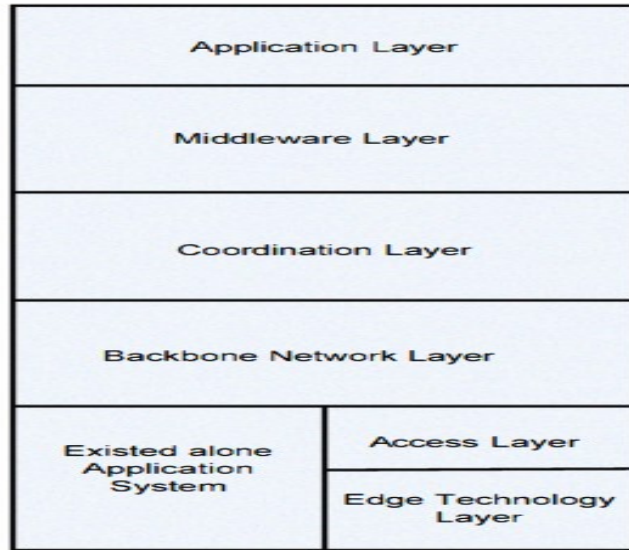 Application Layer
Middleware Layer
Coordination Layer
Backbone Network Layer
Existed alone
Application
System
Access Layer
Edge Technology
Layer